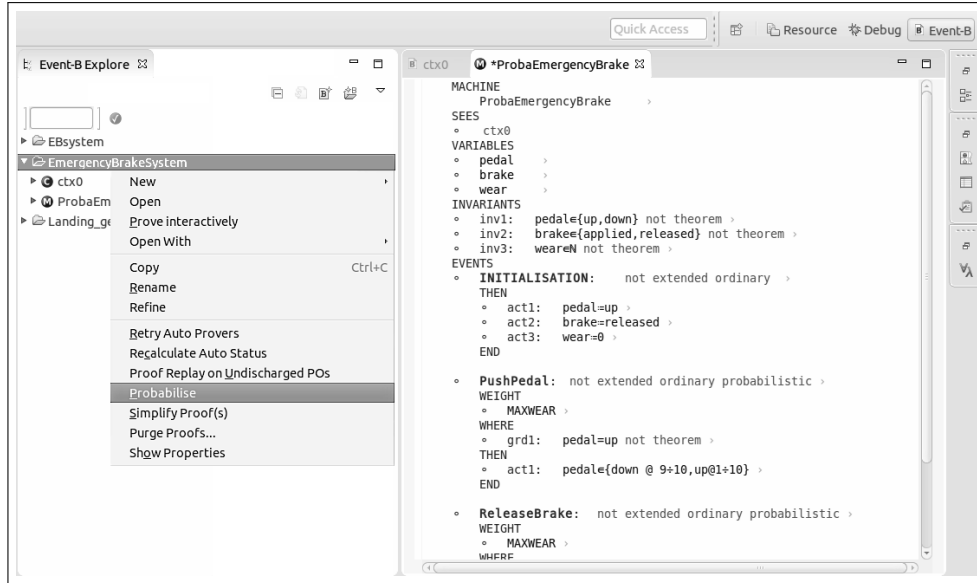 Quick Access
Resource
Debug
Event-B
Event-B Explore
EBsystem
EmergencyBrakeSystem
ctx0
ProbaEm
Landing_ge
New
Open
Prove interactively
Open With
Copy Ctrl+C
Rename
Refine
Retry Auto Provers
Recalculate Auto Status
Proof Replay on Undischarged POs
Probabilise
Simplify Proof(s)
Purge Proofs...
Show Properties
ctx0
*ProbaEmergencyBrake
MACHINE
ProbaEmergencyBrake
SEES
ctx0
VARIABLES
pedal
brake
wear
INVARIANTS
inv1: pedal∈{up,down} not theorem
inv2: brake∈{applied,released} not theorem
inv3: wear∈ℕ not theorem
EVENTS
INITIALISATION: not extended ordinary
THEN
act1: pedal≔up
act2: brake≔released
act3: wear≔0
END
PushPedal: not extended ordinary probabilistic
WEIGHT
MAXWEAR
WHERE
grd1: pedal=up not theorem
THEN
act1: pedal∈{down @ 9÷10,up@1÷10}
END
ReleaseBrake: not extended ordinary probabilistic
WEIGHT
MAXWEAR
WHERE